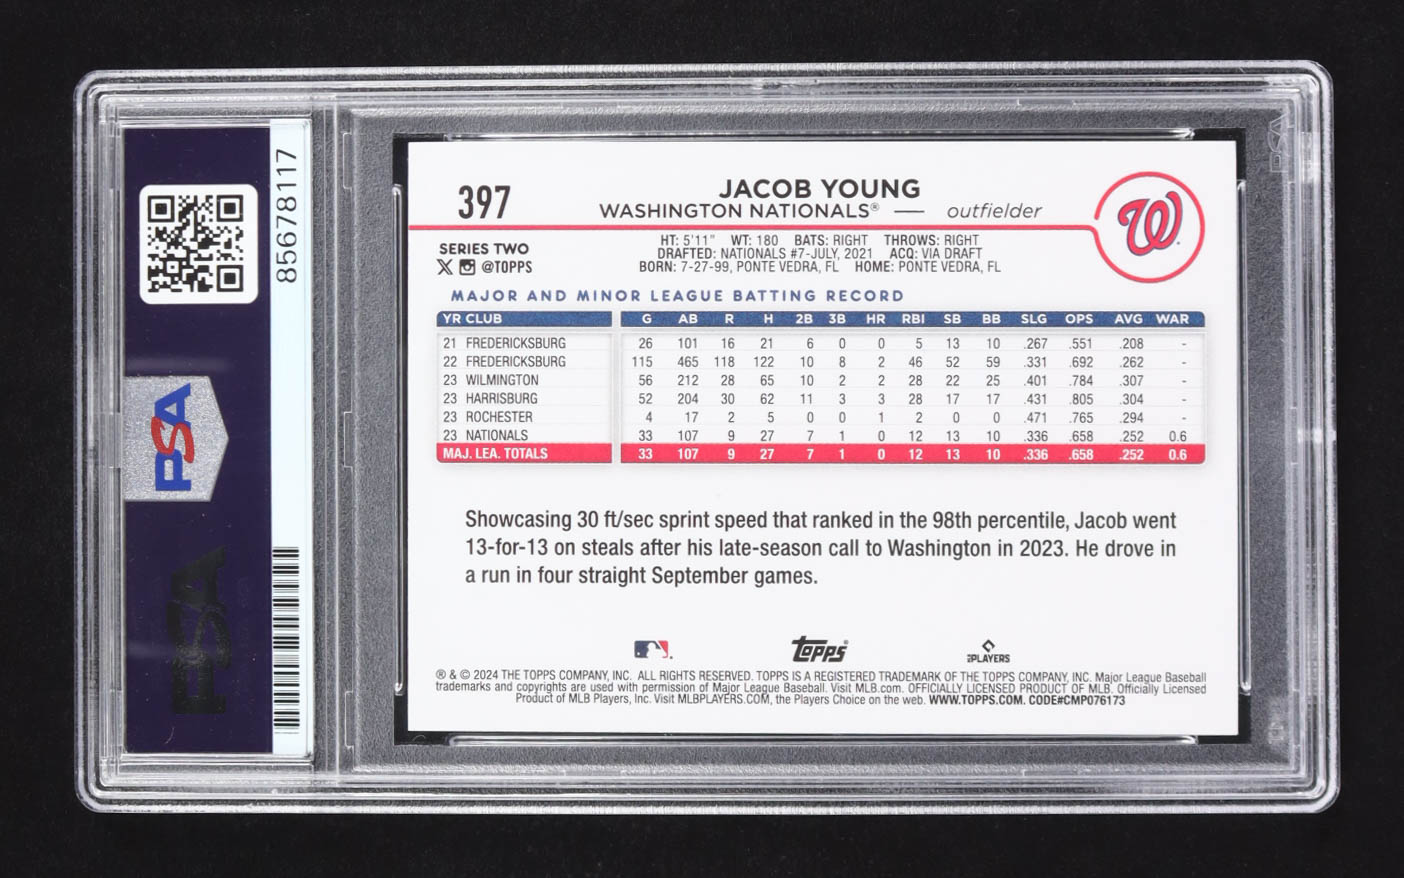 85678117
PSA
PSA
397
JACOB YOUNG
WASHINGTON NATIONALS® — outfielder
W
SERIES TWO
X @TOPPS
HT: 5'11" WT: 180 BATS: RIGHT THROWS: RIGHT
DRAFTED: NATIONALS #7-JULY, 2021 ACQ: VIA DRAFT
BORN: 7-27-99, PONTE VEDRA, FL HOME: PONTE VEDRA, FL
MAJOR AND MINOR LEAGUE BATTING RECORD
YR CLUB G AB R H 2B 3B HR RBI SB BB SLG OPS AVG WAR
21 FREDERICKSBURG 26 101 16 21 6 0 0 5 13 10 .267 .551 .208 -
22 FREDERICKSBURG 115 465 118 122 10 8 2 46 52 59 .331 .692 .262 -
23 WILMINGTON 56 212 28 65 10 2 2 28 22 25 .401 .784 .307 -
23 HARRISBURG 52 204 30 62 11 3 3 28 17 17 .431 .805 .304 -
23 ROCHESTER 4 17 2 5 0 0 1 2 0 0 .471 .765 .294 -
23 NATIONALS 33 107 9 27 7 1 0 12 13 10 .336 .658 .252 0.6
MAJ. LEA. TOTALS 33 107 9 27 7 1 0 12 13 10 .336 .658 .252 0.6
Showcasing 30 ft/sec sprint speed that ranked in the 98th percentile, Jacob went
13-for-13 on steals after his late-season call to Washington in 2023. He drove in
a run in four straight September games.
Topps®
PLAYERS
® & © 2024 THE TOPPS COMPANY, INC. ALL RIGHTS RESERVED. TOPPS IS A REGISTERED TRADEMARK OF THE TOPPS COMPANY, INC. Major League Baseball
trademarks and copyrights are used with permission of Major League Baseball. Visit MLB.com. OFFICIALLY LICENSED PRODUCT OF MLB. Officially Licensed
Product of MLB Players, Inc. Visit MLBPLAYERS.COM, the Players Choice on the web. WWW.TOPPS.COM. CODE#CMP076173